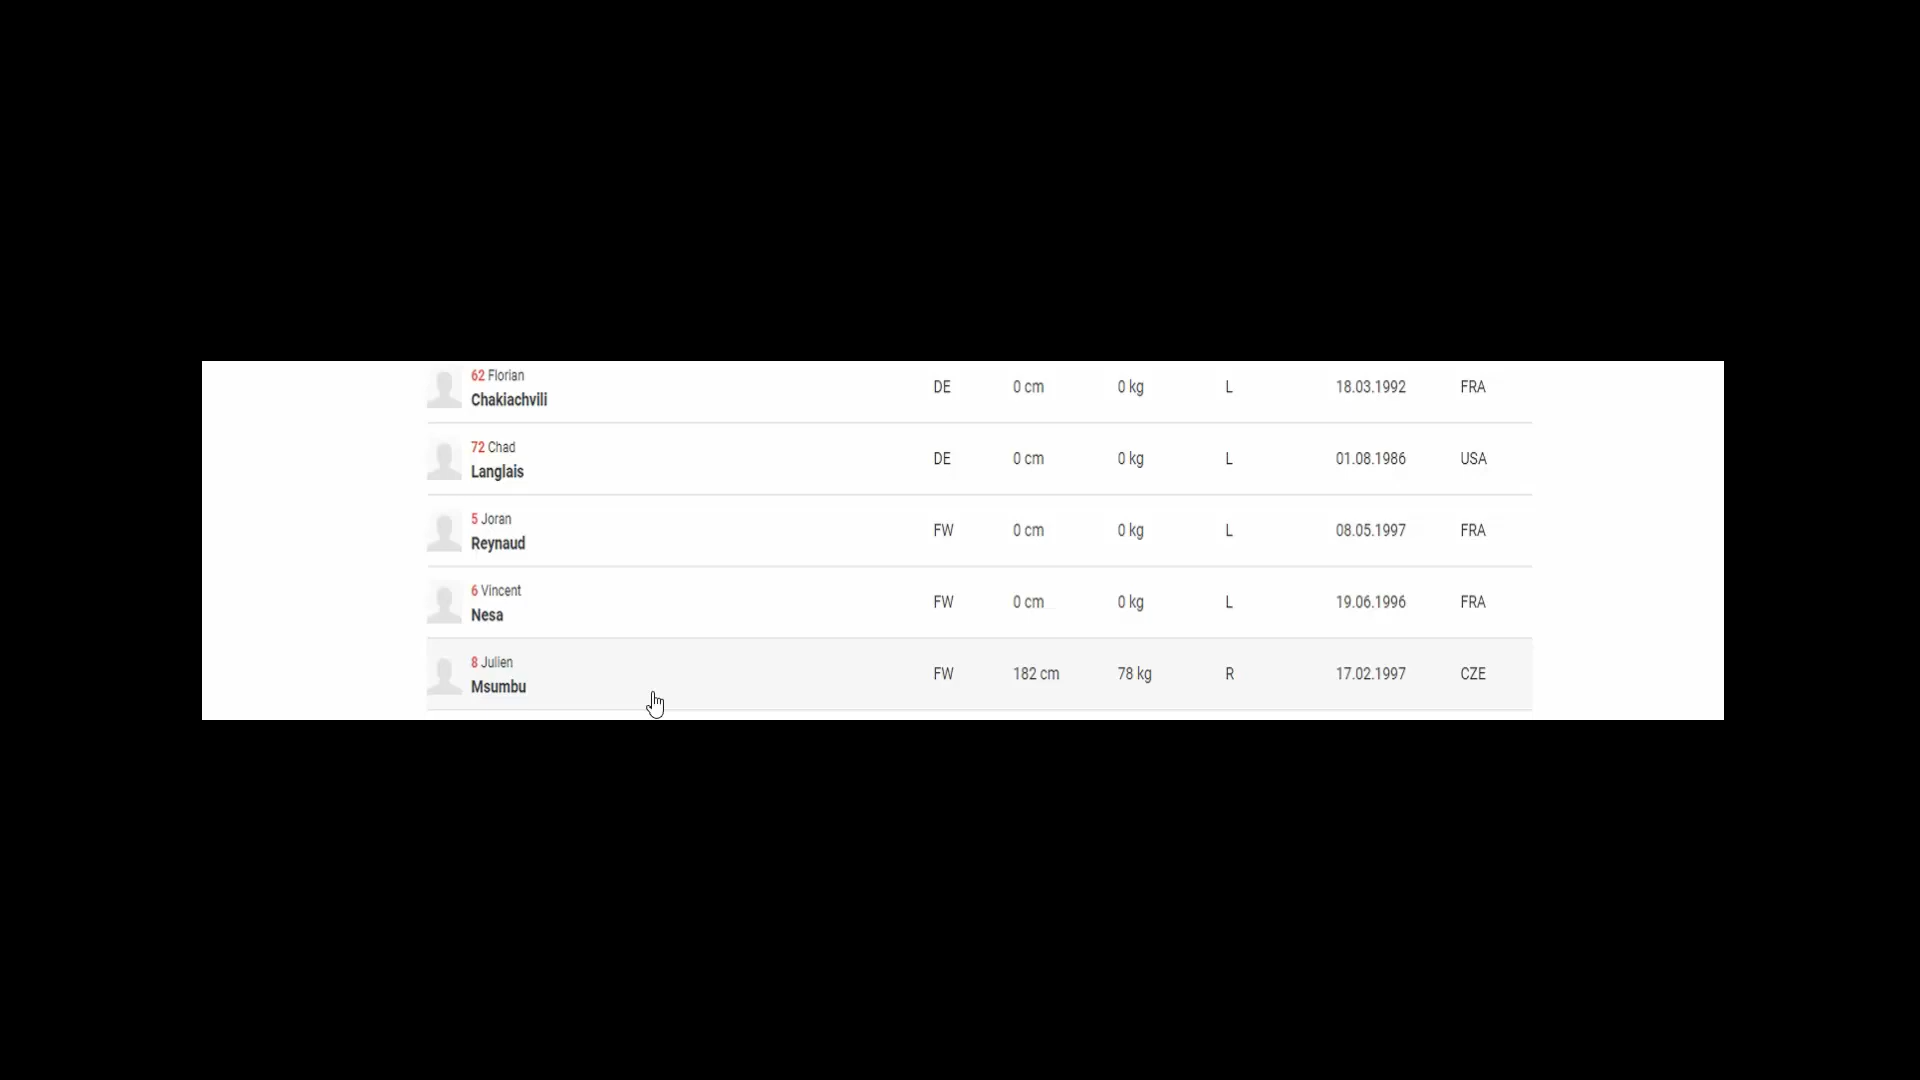 62 Florian
Chakiachvili
DE 0 cm 0 kg L 18.03.1992 FRA
72 Chad
Langlais
DE 0 cm 0 kg L 01.08.1986 USA
5 Joran
Reynaud
FW 0 cm 0 kg L 08.05.1997 FRA
6 Vincent
Nesa
FW 0 cm 0 kg L 19.06.1996 FRA
8 Julien
Msumbu
FW 182 cm 78 kg R 17.02.1997 CZE